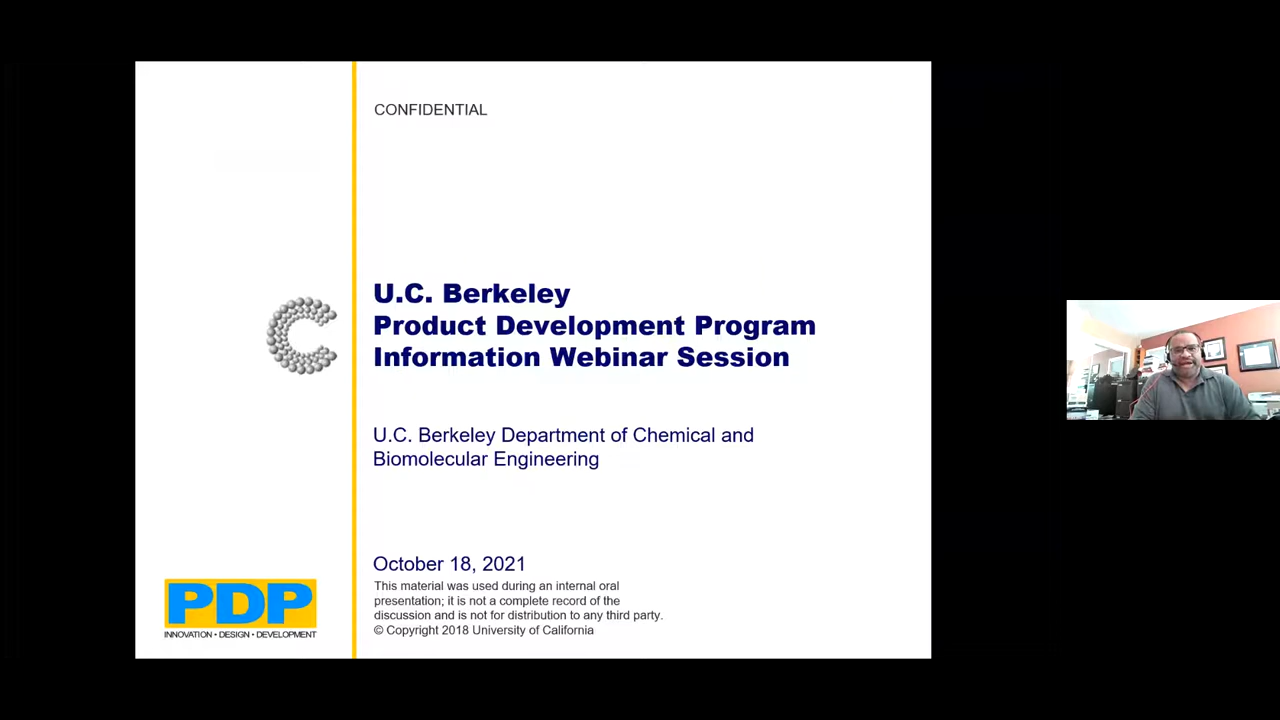 CONFIDENTIAL
U.C. Berkeley
Product Development Program
Information Webinar Session
U.C. Berkeley Department of Chemical and
Biomolecular Engineering
October 18, 2021
This material was used during an internal oral
presentation; it is not a complete record of the
discussion and is not for distribution to any third party.
© Copyright 2018 University of California
PDP
INNOVATION • DESIGN • DEVELOPMENT